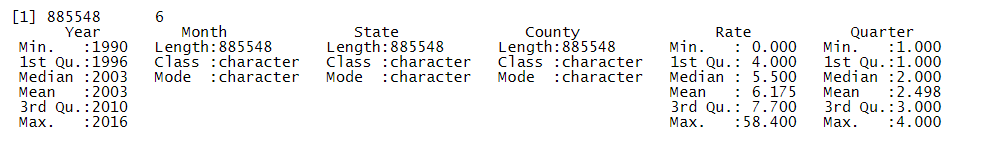 [1] 885548      6
      Year         Month              State              County               Rate           Quarter
 Min.   :1990   Length:885548      Length:885548      Length:885548      Min.   : 0.000   Min.   :1.000
 1st Qu.:1996   Class :character   Class :character   Class :character   1st Qu.: 4.000   1st Qu.:1.000
 Median :2003   Mode  :character   Mode  :character   Mode  :character   Median : 5.500   Median :2.000
 Mean   :2003                                                            Mean   : 6.175   Mean   :2.498
 3rd Qu.:2010                                                            3rd Qu.: 7.700   3rd Qu.:3.000
 Max.   :2016                                                            Max.   :58.400   Max.   :4.000